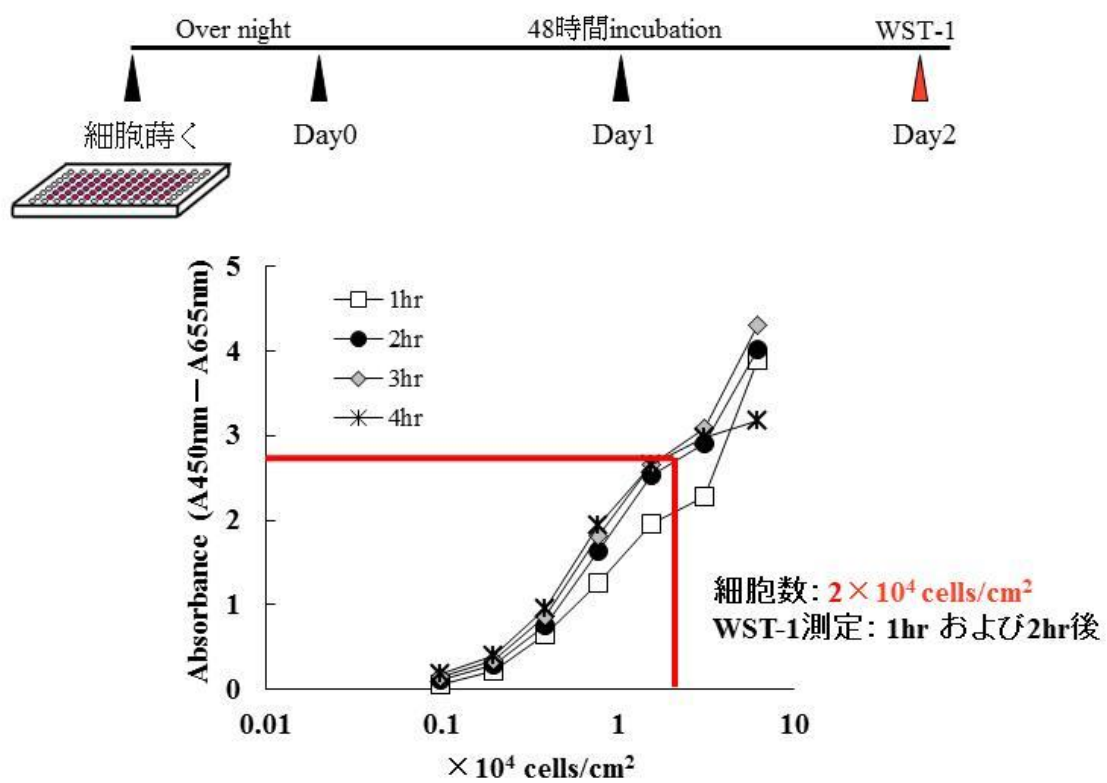 Over night 48時間incubation WST-1
細胞蒔く Day0 Day1 Day2
Absorbance (A450nm－A655nm)
5
4
3
2
1
0
1hr
2hr
3hr
4hr
細胞数: 2×10⁴ cells/cm²
WST-1測定: 1hr および2hr後
0.01 0.1 1 10
×10⁴ cells/cm²